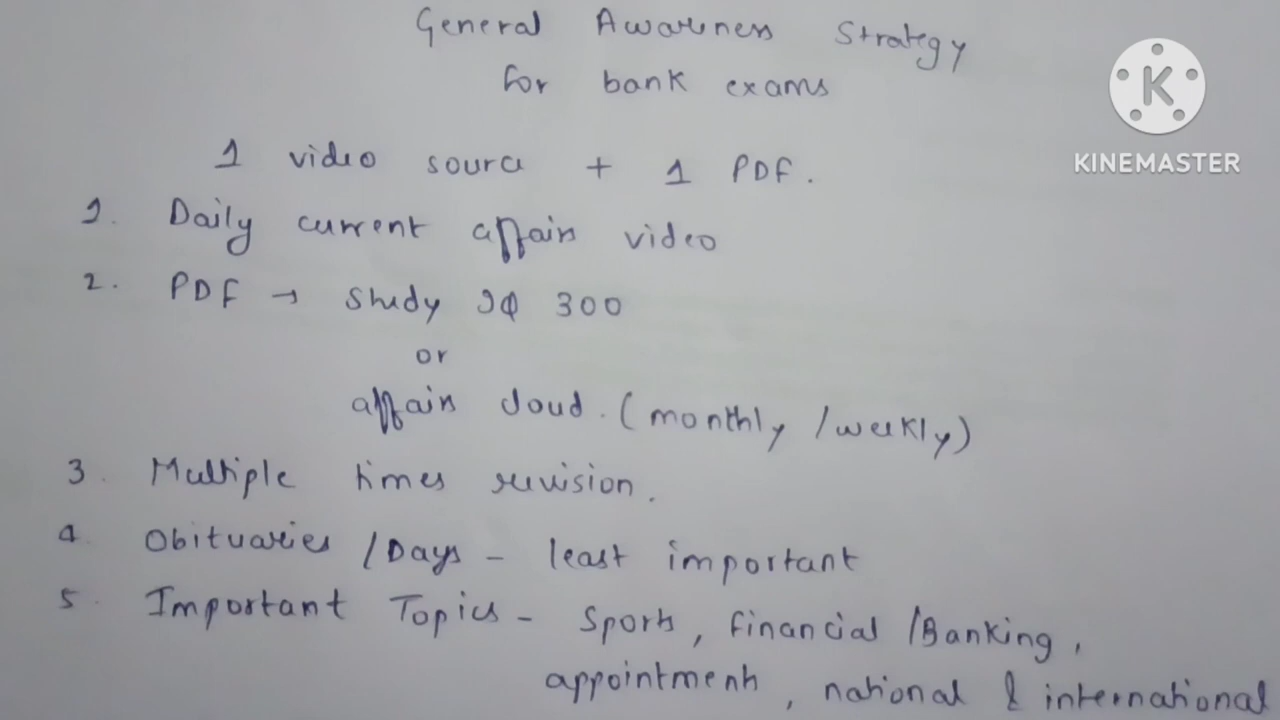 General Awareness Strategy
for bank exams
1 video source + 1 PDF.
1. Daily current affairs video
2. PDF → Study IQ 300
or
affairs cloud. (monthly /weekly)
3. Multiple times revision.
4. Obituaries /Days - least important
5. Important Topics - Sports, financial /Banking,
appointments, national & international
K
KINEMASTER